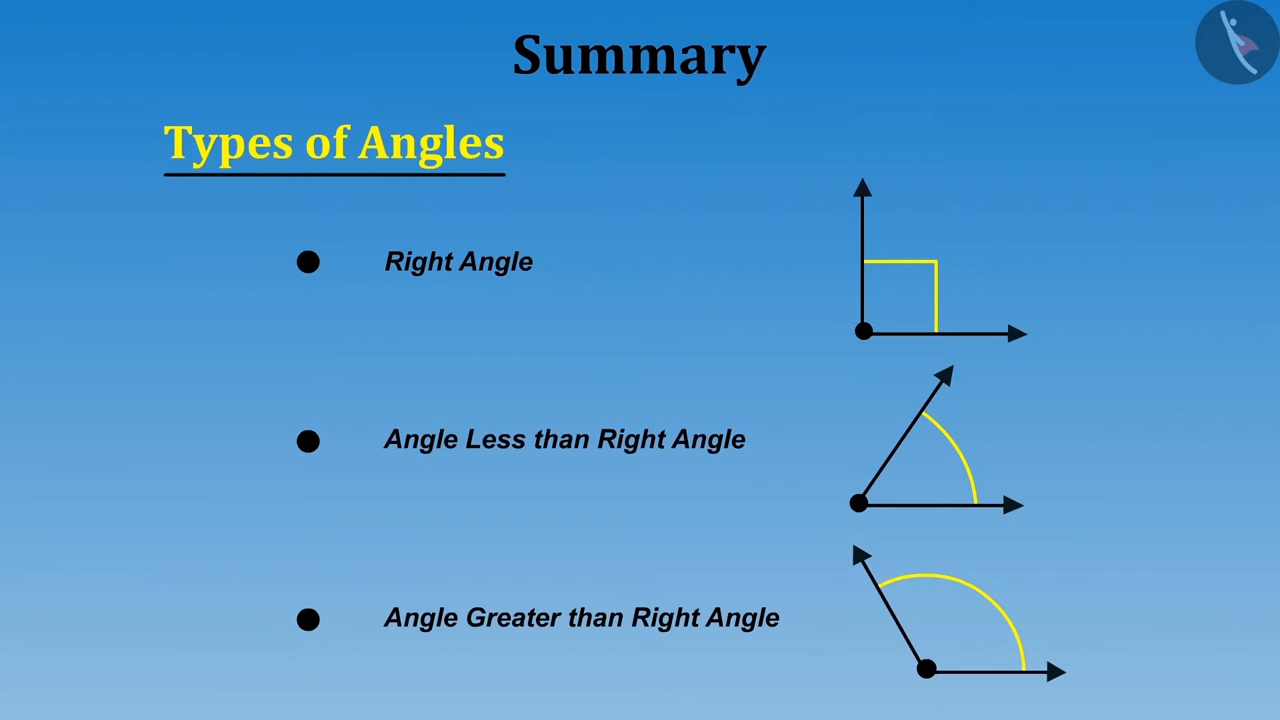 Summary
Types of Angles
Right Angle
Angle Less than Right Angle
Angle Greater than Right Angle